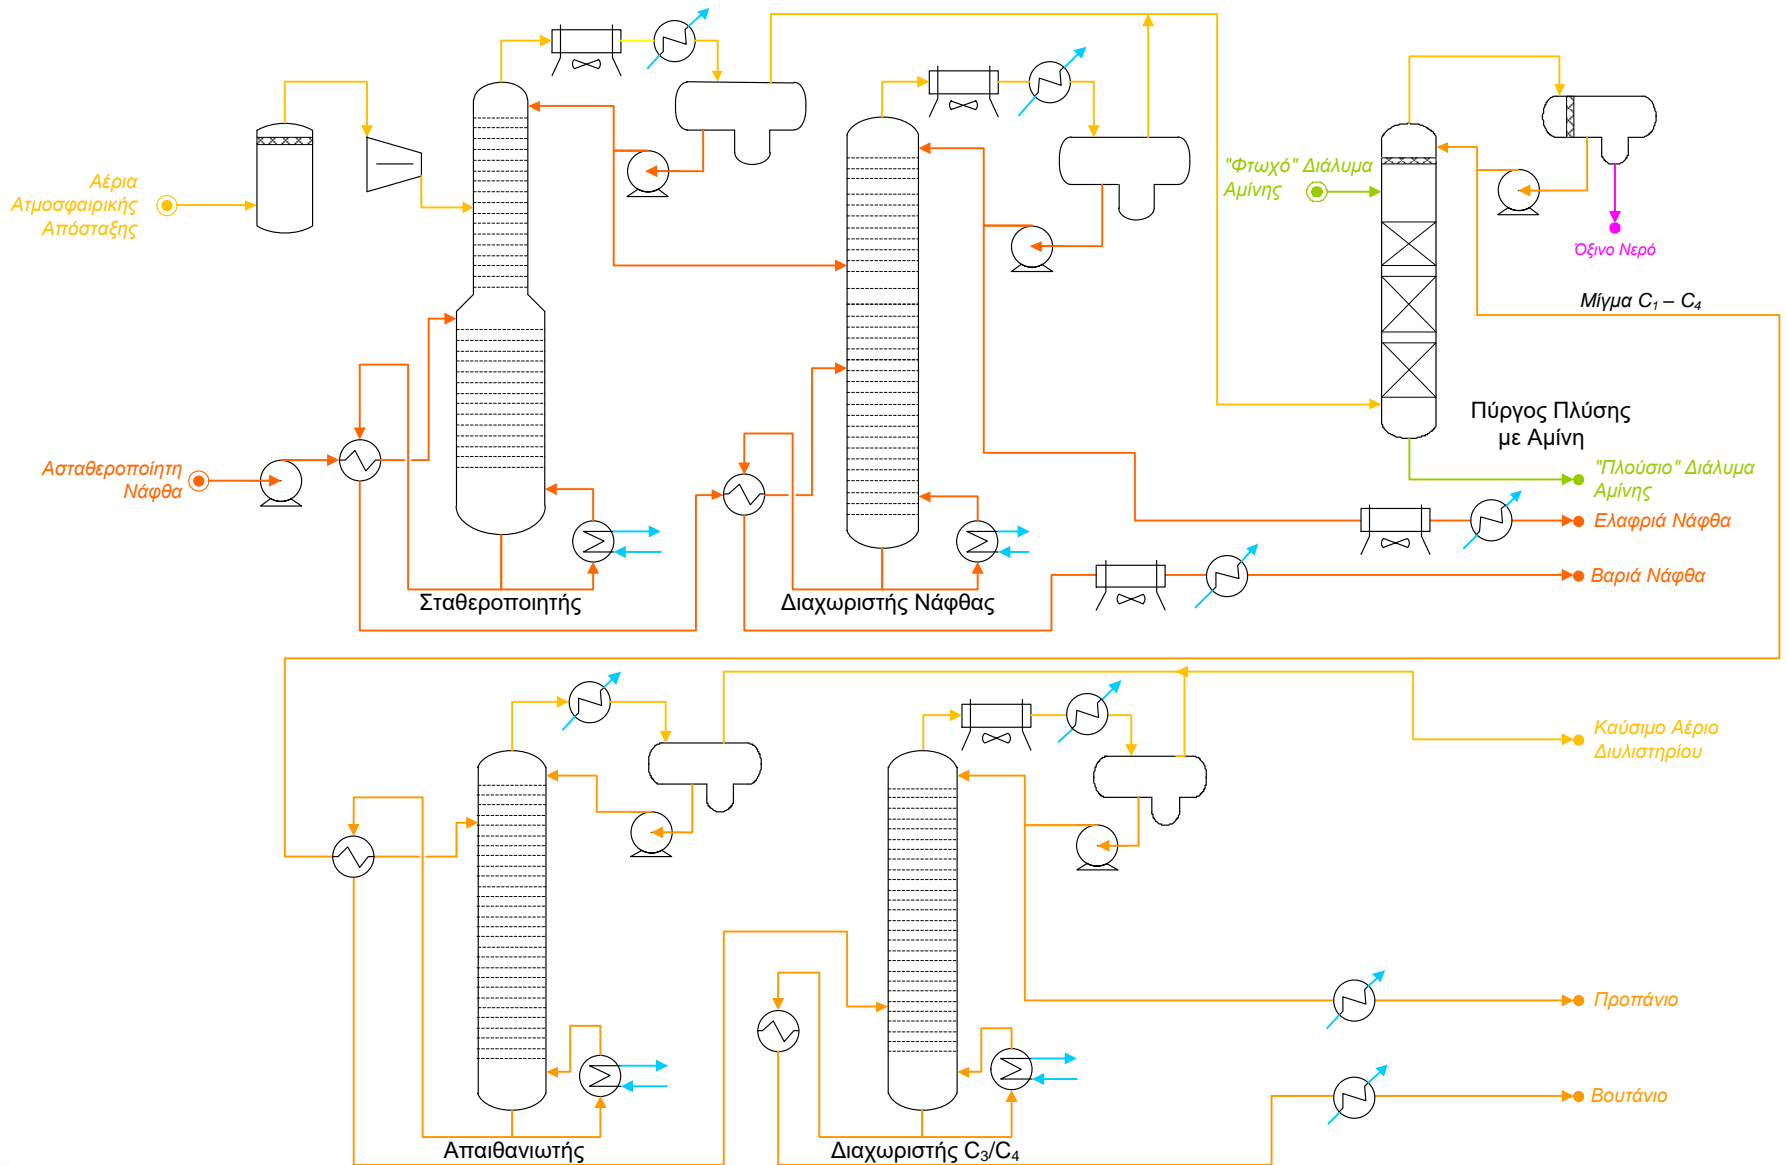 Αέρια
Ατμοσφαιρικής
Απόσταξης
"Φτωχό" Διάλυμα
Αμίνης
Όξινο Νερό
Μίγμα C₁ – C₄
Πύργος Πλύσης
με Αμίνη
Ασταθεροποίητη
Νάφθα
"Πλούσιο" Διάλυμα
Αμίνης
Ελαφριά Νάφθα
Βαριά Νάφθα
Σταθεροποιητής
Διαχωριστής Νάφθας
Καύσιμο Αέριο
Διυλιστηρίου
Προπάνιο
Βουτάνιο
Απαιθανιωτής
Διαχωριστής C₃/C₄